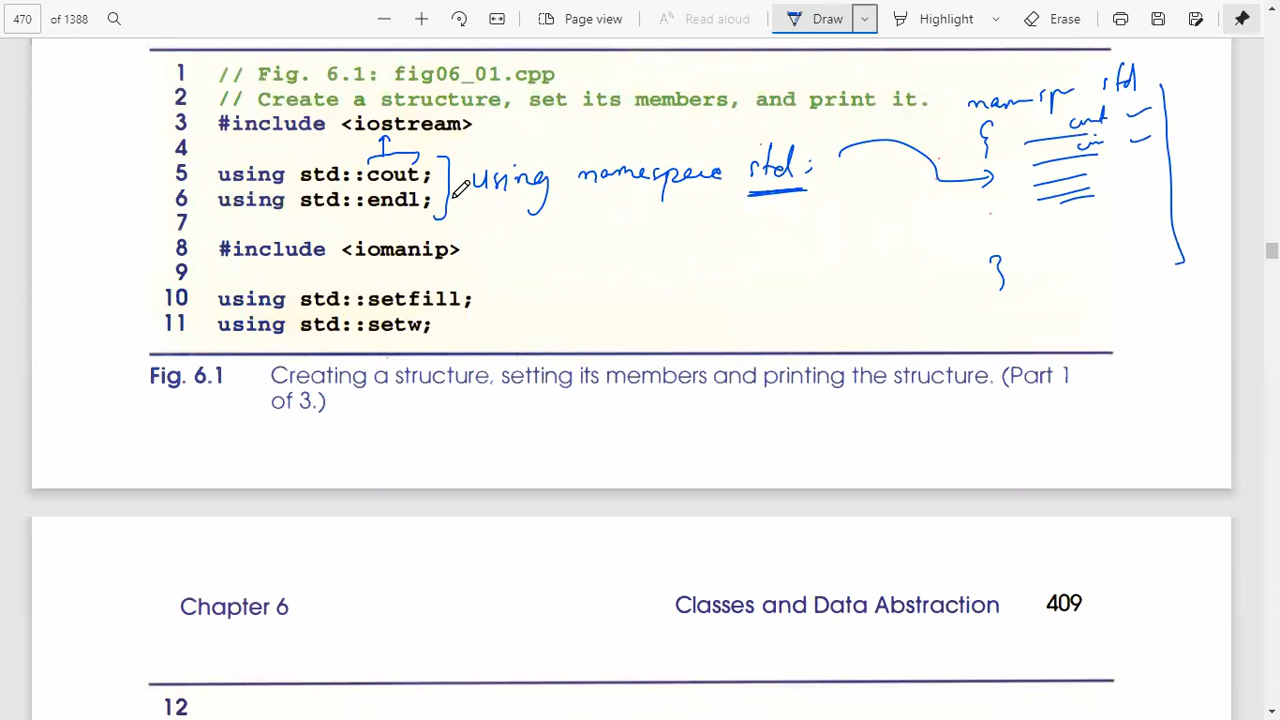 470 of 1388 Page view Read aloud Draw Highlight Erase
1 // Fig. 6.1: fig06_01.cpp
2 // Create a structure, set its members, and print it.
3 #include <iostream>
4
5 using std::cout;
6 using std::endl;
7
8 #include <iomanip>
9
10 using std::setfill;
11 using std::setw;
using namespace std;
namesp std
{
cout
cin
}
Fig. 6.1 Creating a structure, setting its members and printing the structure. (Part 1
of 3.)
Chapter 6 Classes and Data Abstraction 409
12